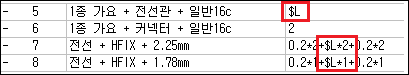 - 5 1종 가요 + 전선관 + 일반16c $L
- 6 1종 가요 + 커넥터 + 일반16c 2
- 7 전선 + HFIX + 2.25mm 0.2*2+$L*2+0.2*2
- 8 전선 + HFIX + 1.78mm 0.2*1+$L*1+0.2*1